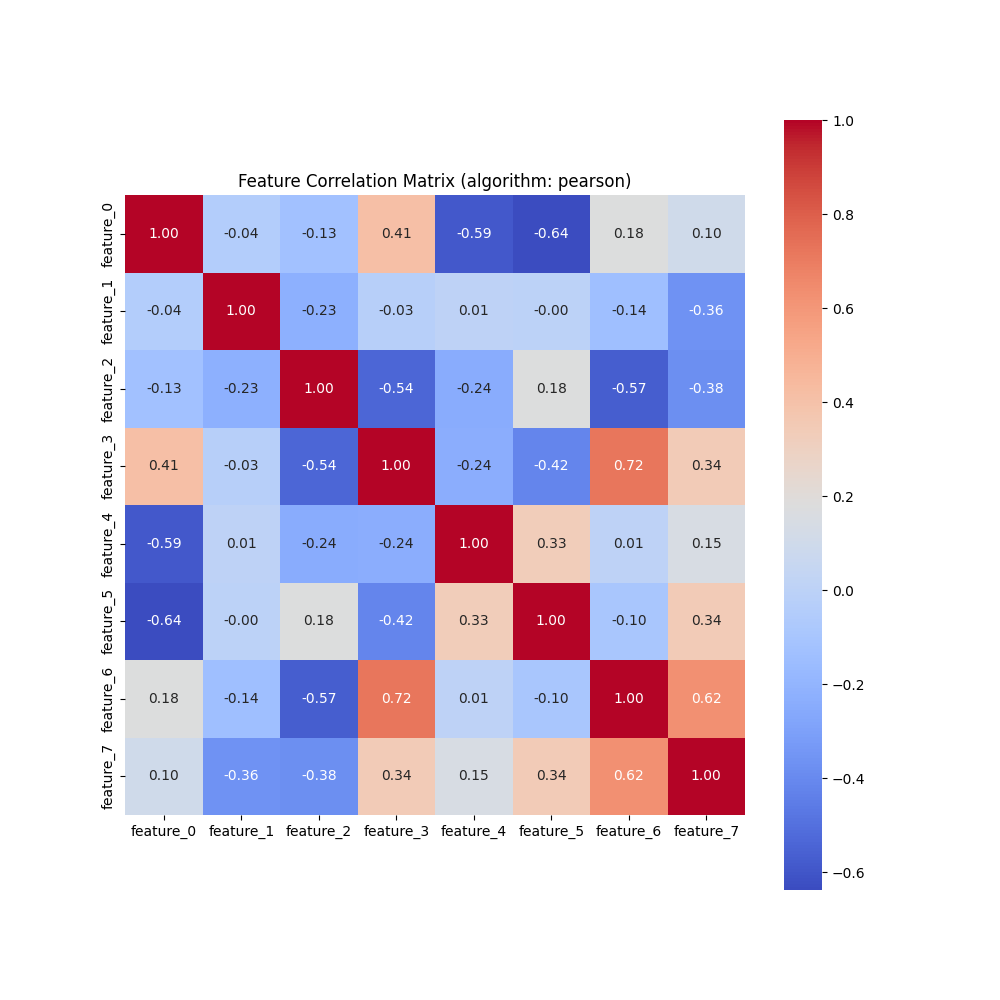 Feature Correlation Matrix (algorithm: pearson)
feature_0 1.00 -0.04 -0.13 0.41 -0.59 -0.64 0.18 0.10
feature_1 -0.04 1.00 -0.23 -0.03 0.01 -0.00 -0.14 -0.36
feature_2 -0.13 -0.23 1.00 -0.54 -0.24 0.18 -0.57 -0.38
feature_3 0.41 -0.03 -0.54 1.00 -0.24 -0.42 0.72 0.34
feature_4 -0.59 0.01 -0.24 -0.24 1.00 0.33 0.01 0.15
feature_5 -0.64 -0.00 0.18 -0.42 0.33 1.00 -0.10 0.34
feature_6 0.18 -0.14 -0.57 0.72 0.01 -0.10 1.00 0.62
feature_7 0.10 -0.36 -0.38 0.34 0.15 0.34 0.62 1.00
feature_0 feature_1 feature_2 feature_3 feature_4 feature_5 feature_6 feature_7
1.0
0.8
0.6
0.4
0.2
0.0
−0.2
−0.4
−0.6